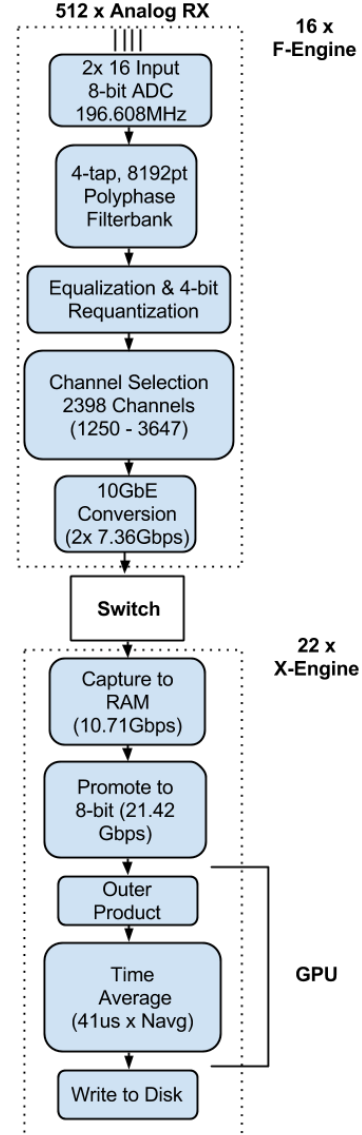 512 x Analog RX
16 x
F-Engine
2x 16 Input
8-bit ADC
196.608MHz
4-tap, 8192pt
Polyphase
Filterbank
Equalization & 4-bit
Requantization
Channel Selection
2398 Channels
(1250 - 3647)
10GbE
Conversion
(2x 7.36Gbps)
Switch
22 x
X-Engine
Capture to
RAM
(10.71Gbps)
Promote to
8-bit (21.42
Gbps)
Outer
Product
GPU
Time
Average
(41us x Navg)
Write to Disk